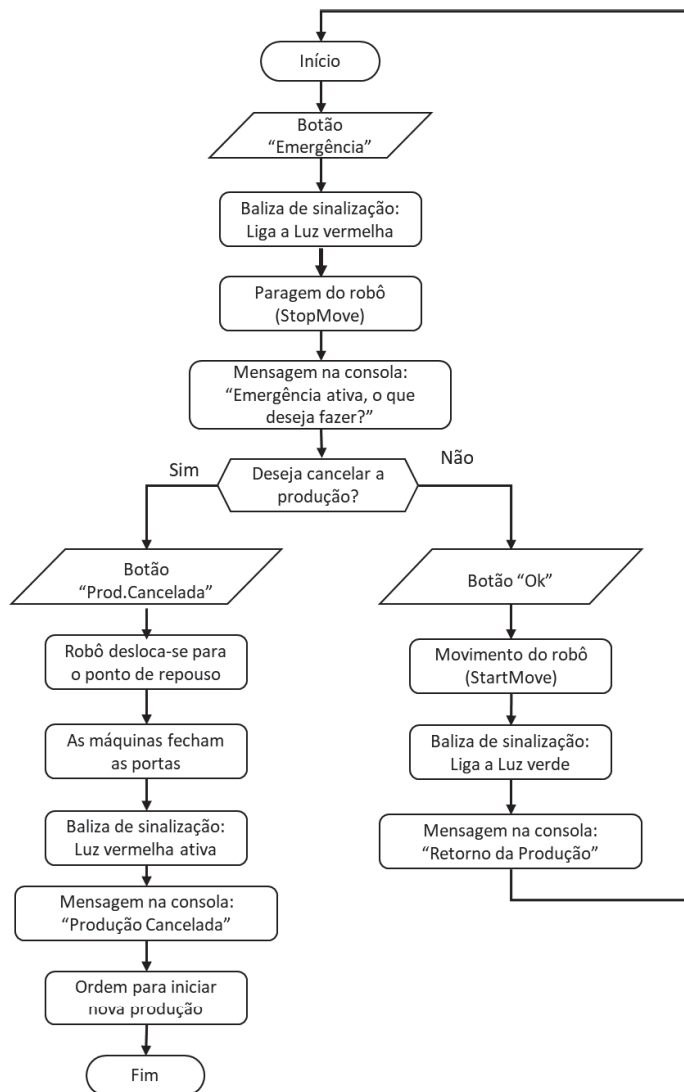 Início
Botão
“Emergência”
Baliza de sinalização:
Liga a Luz vermelha
Paragem do robô
(StopMove)
Mensagem na consola:
“Emergência ativa, o que
deseja fazer?”
Deseja cancelar a
produção?
Sim
Não
Botão
“Prod.Cancelada”
Robô desloca-se para
o ponto de repouso
As máquinas fecham
as portas
Baliza de sinalização:
Luz vermelha ativa
Mensagem na consola:
“Produção Cancelada”
Ordem para iniciar
nova produção
Fim
Botão “Ok”
Movimento do robô
(StartMove)
Baliza de sinalização:
Liga a Luz verde
Mensagem na consola:
“Retorno da Produção”